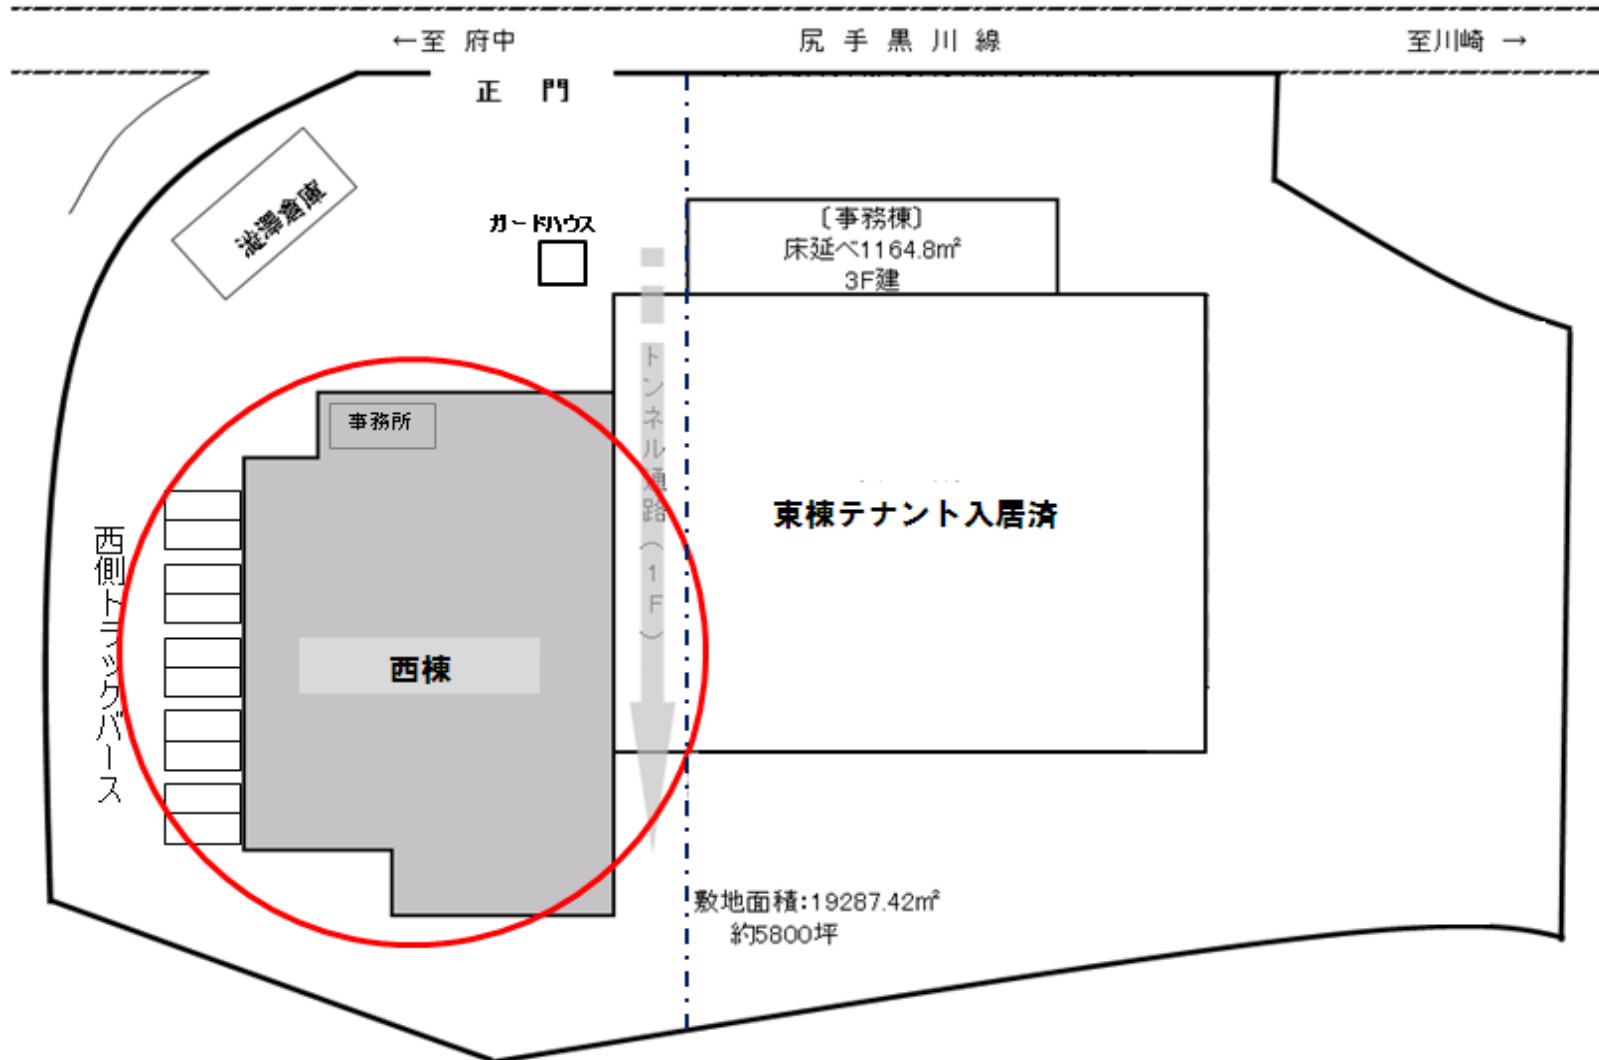 ←至 府中
尻手黒川線
至川崎 →
正 門
澁澤倉庫
ガードハウス
〔事務棟〕
床延べ1164.8㎡
3F建
トンネル通路(1F)
事務所
東棟テナント入居済
西側トラックバース
西棟
敷地面積:19287.42㎡
約5800坪